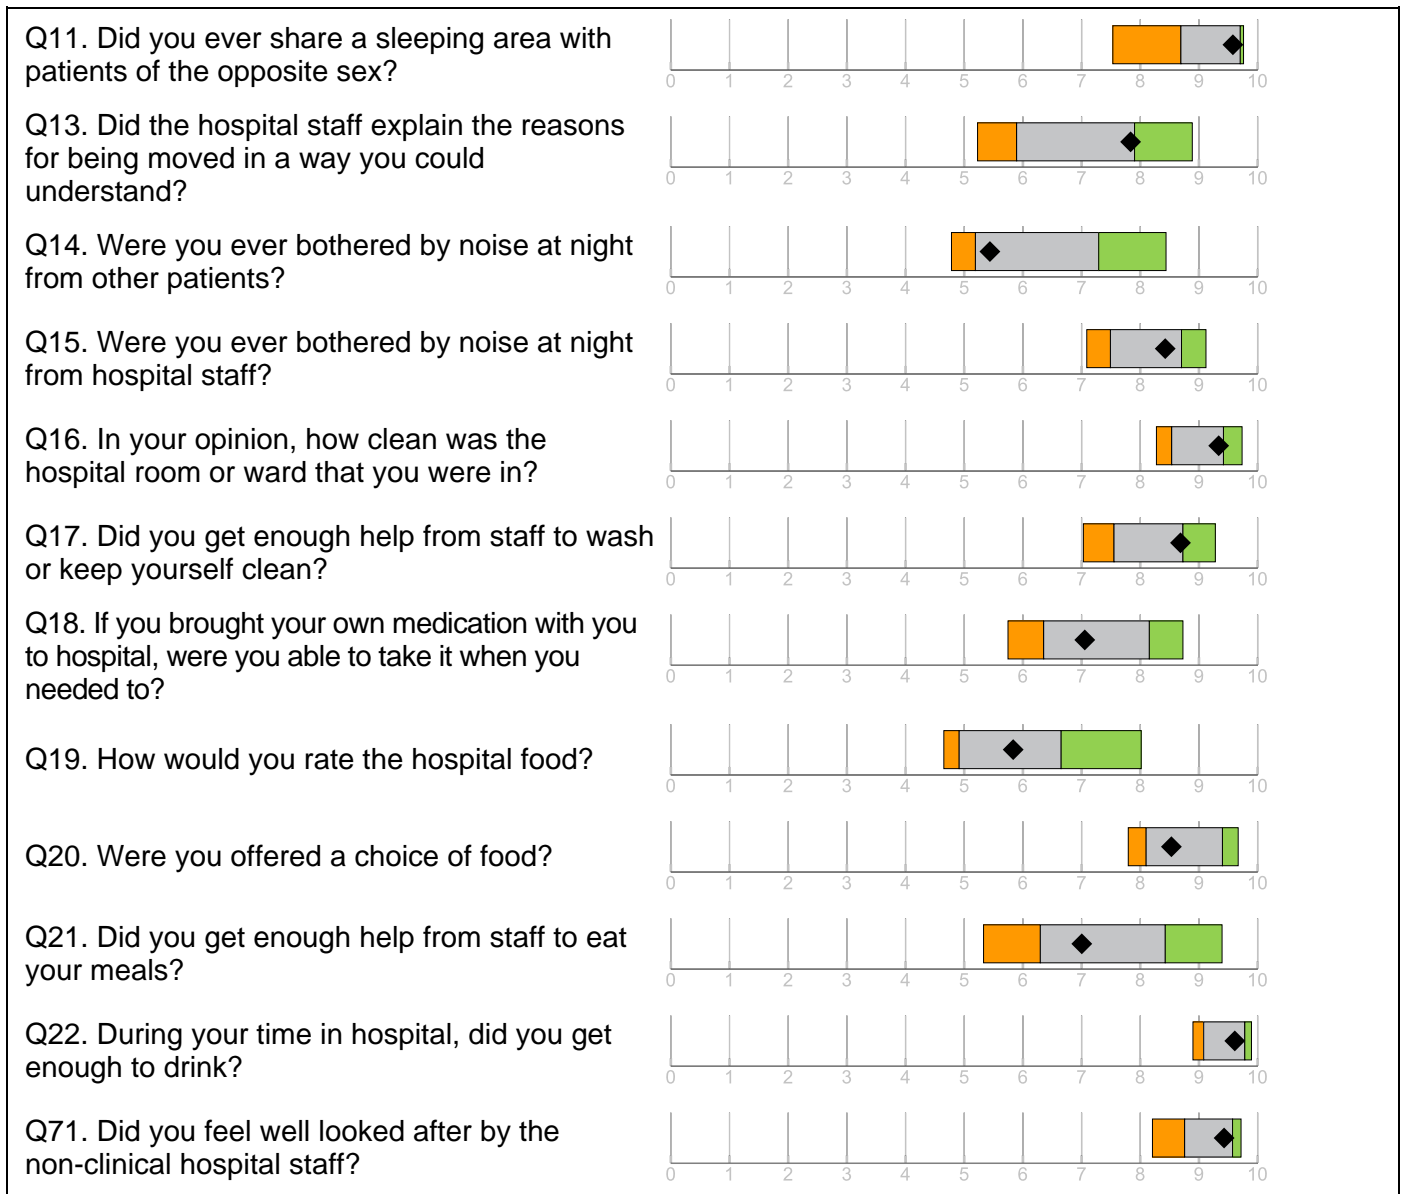 Q11. Did you ever share a sleeping area with
patients of the opposite sex?
0 1 2 3 4 5 6 7 8 9 10
Q13. Did the hospital staff explain the reasons
for being moved in a way you could
understand?
0 1 2 3 4 5 6 7 8 9 10
Q14. Were you ever bothered by noise at night
from other patients?
0 1 2 3 4 5 6 7 8 9 10
Q15. Were you ever bothered by noise at night
from hospital staff?
0 1 2 3 4 5 6 7 8 9 10
Q16. In your opinion, how clean was the
hospital room or ward that you were in?
0 1 2 3 4 5 6 7 8 9 10
Q17. Did you get enough help from staff to wash
or keep yourself clean?
0 1 2 3 4 5 6 7 8 9 10
Q18. If you brought your own medication with you
to hospital, were you able to take it when you
needed to?
0 1 2 3 4 5 6 7 8 9 10
Q19. How would you rate the hospital food?
0 1 2 3 4 5 6 7 8 9 10
Q20. Were you offered a choice of food?
0 1 2 3 4 5 6 7 8 9 10
Q21. Did you get enough help from staff to eat
your meals?
0 1 2 3 4 5 6 7 8 9 10
Q22. During your time in hospital, did you get
enough to drink?
0 1 2 3 4 5 6 7 8 9 10
Q71. Did you feel well looked after by the
non-clinical hospital staff?
0 1 2 3 4 5 6 7 8 9 10